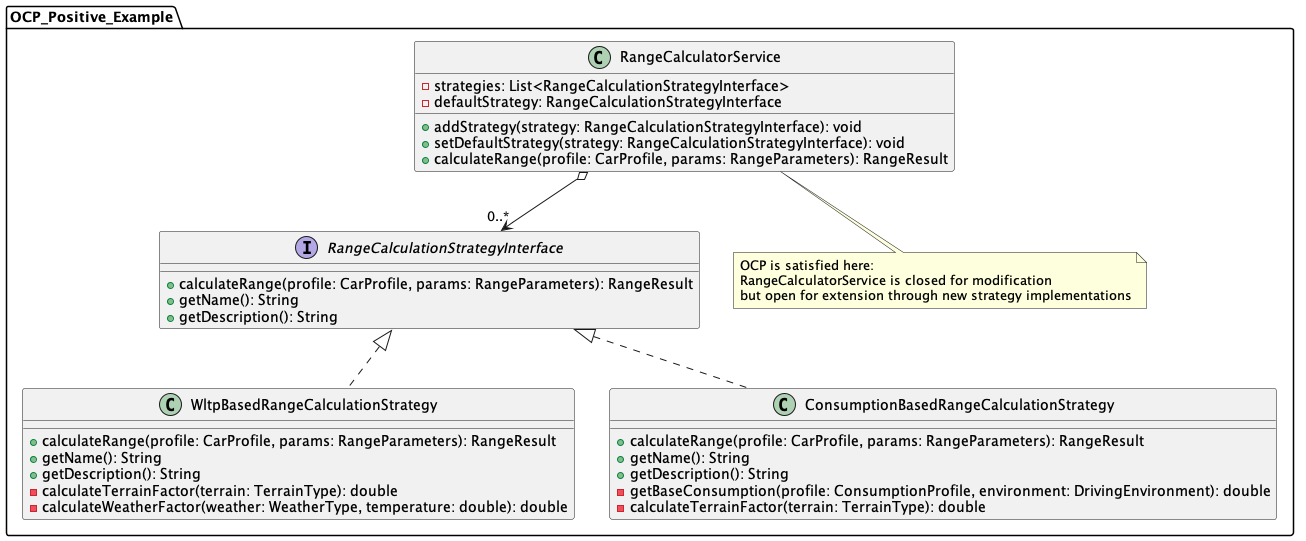 OCP_Positive_Example
C RangeCalculatorService
strategies: List<RangeCalculationStrategyInterface>
defaultStrategy: RangeCalculationStrategyInterface
addStrategy(strategy: RangeCalculationStrategyInterface): void
setDefaultStrategy(strategy: RangeCalculationStrategyInterface): void
calculateRange(profile: CarProfile, params: RangeParameters): RangeResult
0..*
I RangeCalculationStrategyInterface
calculateRange(profile: CarProfile, params: RangeParameters): RangeResult
getName(): String
getDescription(): String
OCP is satisfied here:
RangeCalculatorService is closed for modification
but open for extension through new strategy implementations
C WltpBasedRangeCalculationStrategy
calculateRange(profile: CarProfile, params: RangeParameters): RangeResult
getName(): String
getDescription(): String
calculateTerrainFactor(terrain: TerrainType): double
calculateWeatherFactor(weather: WeatherType, temperature: double): double
C ConsumptionBasedRangeCalculationStrategy
calculateRange(profile: CarProfile, params: RangeParameters): RangeResult
getName(): String
getDescription(): String
getBaseConsumption(profile: ConsumptionProfile, environment: DrivingEnvironment): double
calculateTerrainFactor(terrain: TerrainType): double